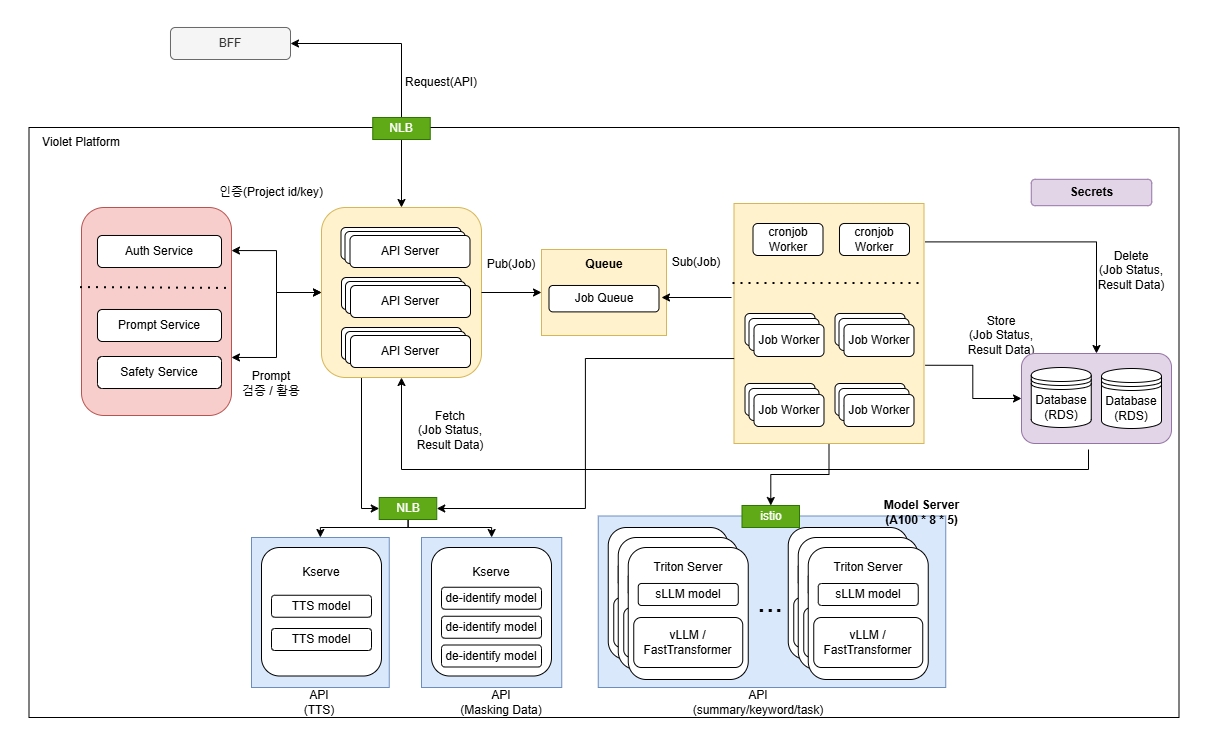 BFF
Request(API)
NLB
Violet Platform
인증(Project id/key)
Secrets
Auth Service
Prompt Service
Safety Service
Prompt
검증 / 활용
API Server
API Server
API Server
Pub(Job)
Queue
Job Queue
Sub(Job)
cronjob
Worker
cronjob
Worker
Job Worker
Job Worker
Job Worker
Job Worker
Delete
(Job Status,
Result Data)
Store
(Job Status,
Result Data)
Database
(RDS)
Database
(RDS)
Fetch
(Job Status,
Result Data)
NLB
istio
Model Server
(A100 * 8 * 5)
Kserve
TTS model
TTS model
API
(TTS)
Kserve
de-identify model
de-identify model
de-identify model
API
(Masking Data)
Triton Server
sLLM model
vLLM /
FastTransformer
...
Triton Server
sLLM model
vLLM /
FastTransformer
API
(summary/keyword/task)